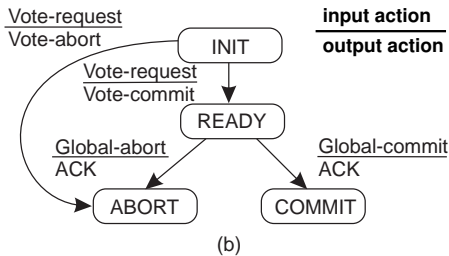 Vote-request
Vote-abort
input action
output action
INIT
Vote-request
Vote-commit
READY
Global-abort
ACK
Global-commit
ACK
ABORT
COMMIT
(b)